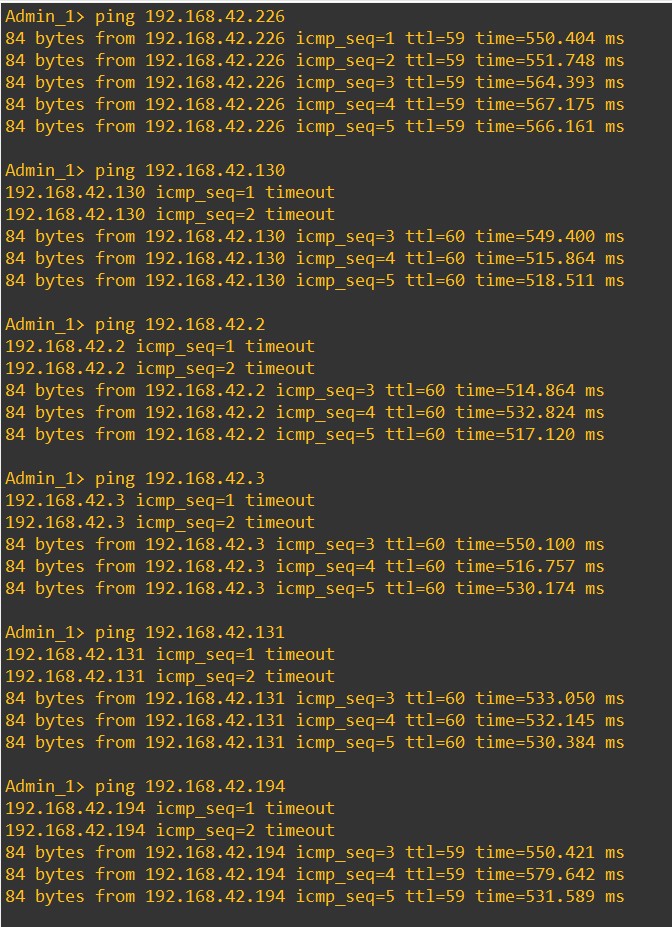 Admin_1> ping 192.168.42.226
84 bytes from 192.168.42.226 icmp_seq=1 ttl=59 time=550.404 ms
84 bytes from 192.168.42.226 icmp_seq=2 ttl=59 time=551.748 ms
84 bytes from 192.168.42.226 icmp_seq=3 ttl=59 time=564.393 ms
84 bytes from 192.168.42.226 icmp_seq=4 ttl=59 time=567.175 ms
84 bytes from 192.168.42.226 icmp_seq=5 ttl=59 time=566.161 ms
Admin_1> ping 192.168.42.130
192.168.42.130 icmp_seq=1 timeout
192.168.42.130 icmp_seq=2 timeout
84 bytes from 192.168.42.130 icmp_seq=3 ttl=60 time=549.400 ms
84 bytes from 192.168.42.130 icmp_seq=4 ttl=60 time=515.864 ms
84 bytes from 192.168.42.130 icmp_seq=5 ttl=60 time=518.511 ms
Admin_1> ping 192.168.42.2
192.168.42.2 icmp_seq=1 timeout
192.168.42.2 icmp_seq=2 timeout
84 bytes from 192.168.42.2 icmp_seq=3 ttl=60 time=514.864 ms
84 bytes from 192.168.42.2 icmp_seq=4 ttl=60 time=532.824 ms
84 bytes from 192.168.42.2 icmp_seq=5 ttl=60 time=517.120 ms
Admin_1> ping 192.168.42.3
192.168.42.3 icmp_seq=1 timeout
192.168.42.3 icmp_seq=2 timeout
84 bytes from 192.168.42.3 icmp_seq=3 ttl=60 time=550.100 ms
84 bytes from 192.168.42.3 icmp_seq=4 ttl=60 time=516.757 ms
84 bytes from 192.168.42.3 icmp_seq=5 ttl=60 time=530.174 ms
Admin_1> ping 192.168.42.131
192.168.42.131 icmp_seq=1 timeout
192.168.42.131 icmp_seq=2 timeout
84 bytes from 192.168.42.131 icmp_seq=3 ttl=60 time=533.050 ms
84 bytes from 192.168.42.131 icmp_seq=4 ttl=60 time=532.145 ms
84 bytes from 192.168.42.131 icmp_seq=5 ttl=60 time=530.384 ms
Admin_1> ping 192.168.42.194
192.168.42.194 icmp_seq=1 timeout
192.168.42.194 icmp_seq=2 timeout
84 bytes from 192.168.42.194 icmp_seq=3 ttl=59 time=550.421 ms
84 bytes from 192.168.42.194 icmp_seq=4 ttl=59 time=579.642 ms
84 bytes from 192.168.42.194 icmp_seq=5 ttl=59 time=531.589 ms